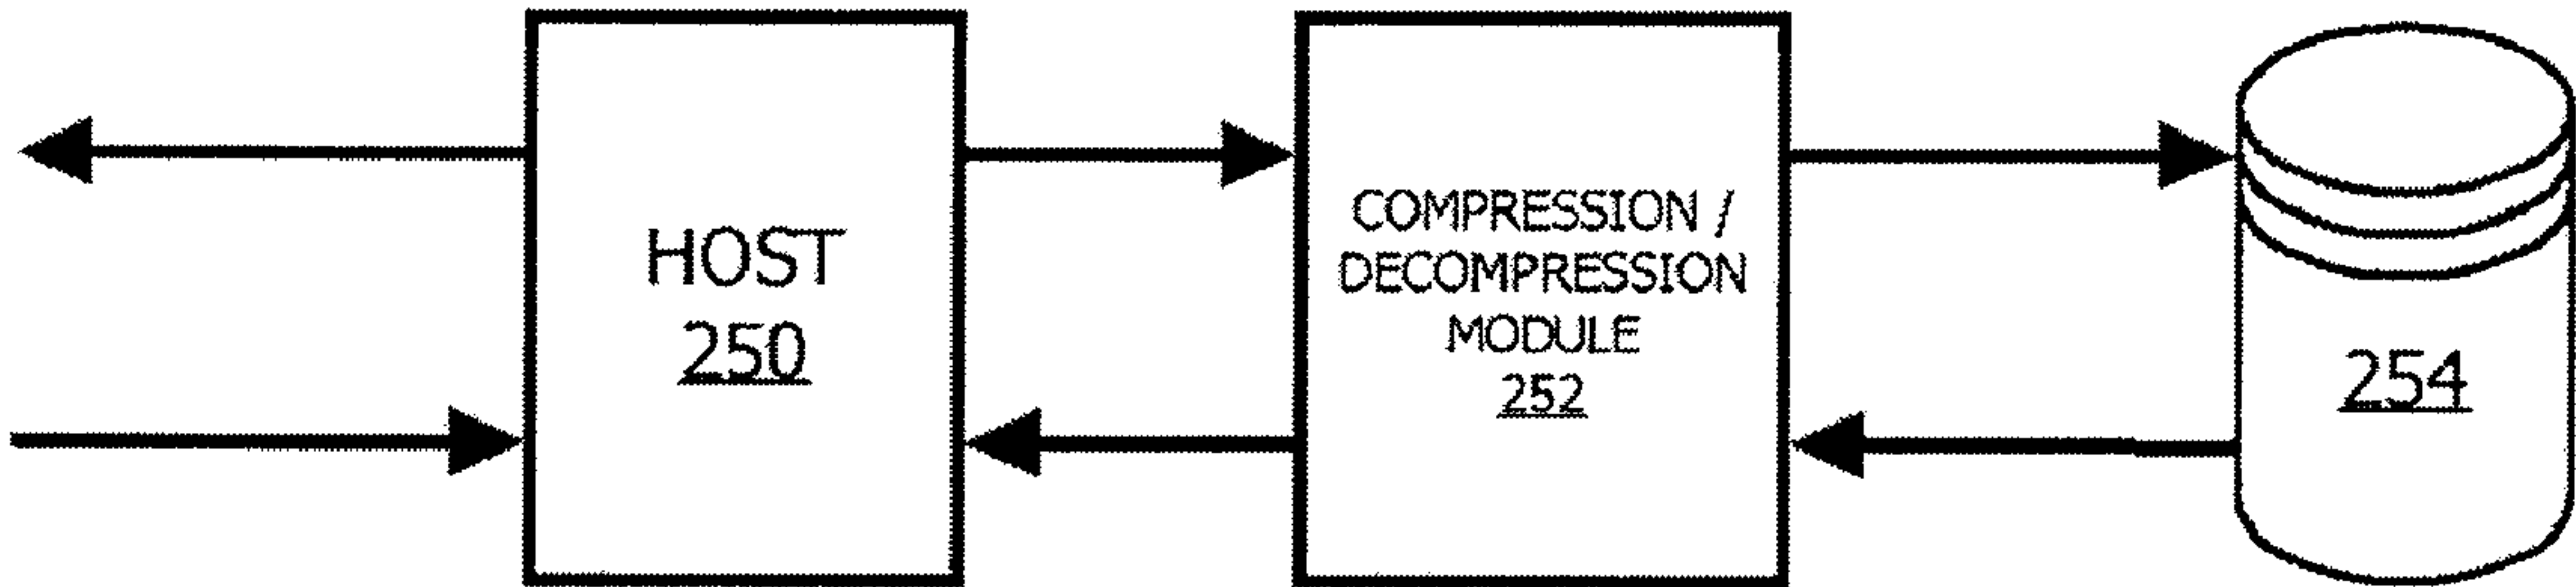 HOST
250
COMPRESSION /
DECOMPRESSION
MODULE
252
254